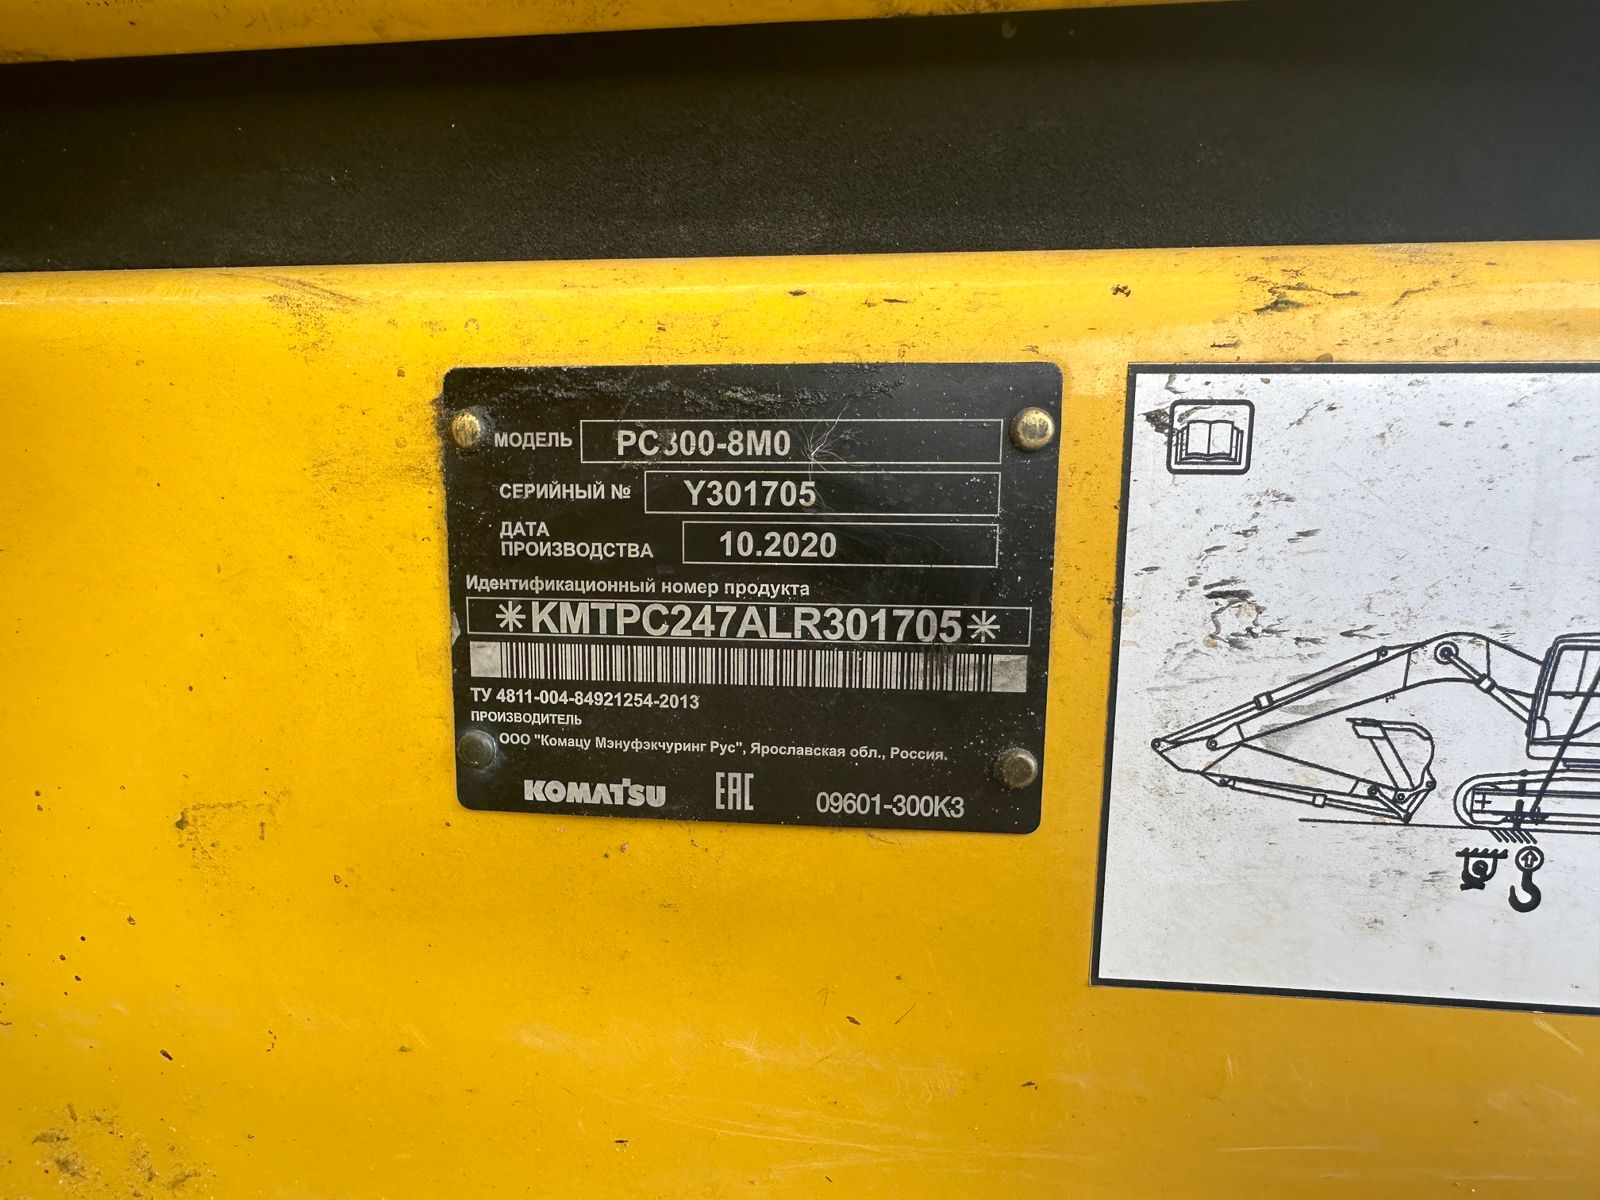 МОДЕЛЬ PC300-8M0
СЕРИЙНЫЙ № Y301705
ДАТА
ПРОИЗВОДСТВА 10.2020
Идентификационный номер продукта
*KMTPC247ALR301705*
ТУ 4811-004-84921254-2013
ПРОИЗВОДИТЕЛЬ
ООО "Комацу Мэнуфэкчуринг Рус", Ярославская обл., Россия.
KOMATSU EAC 09601-300K3